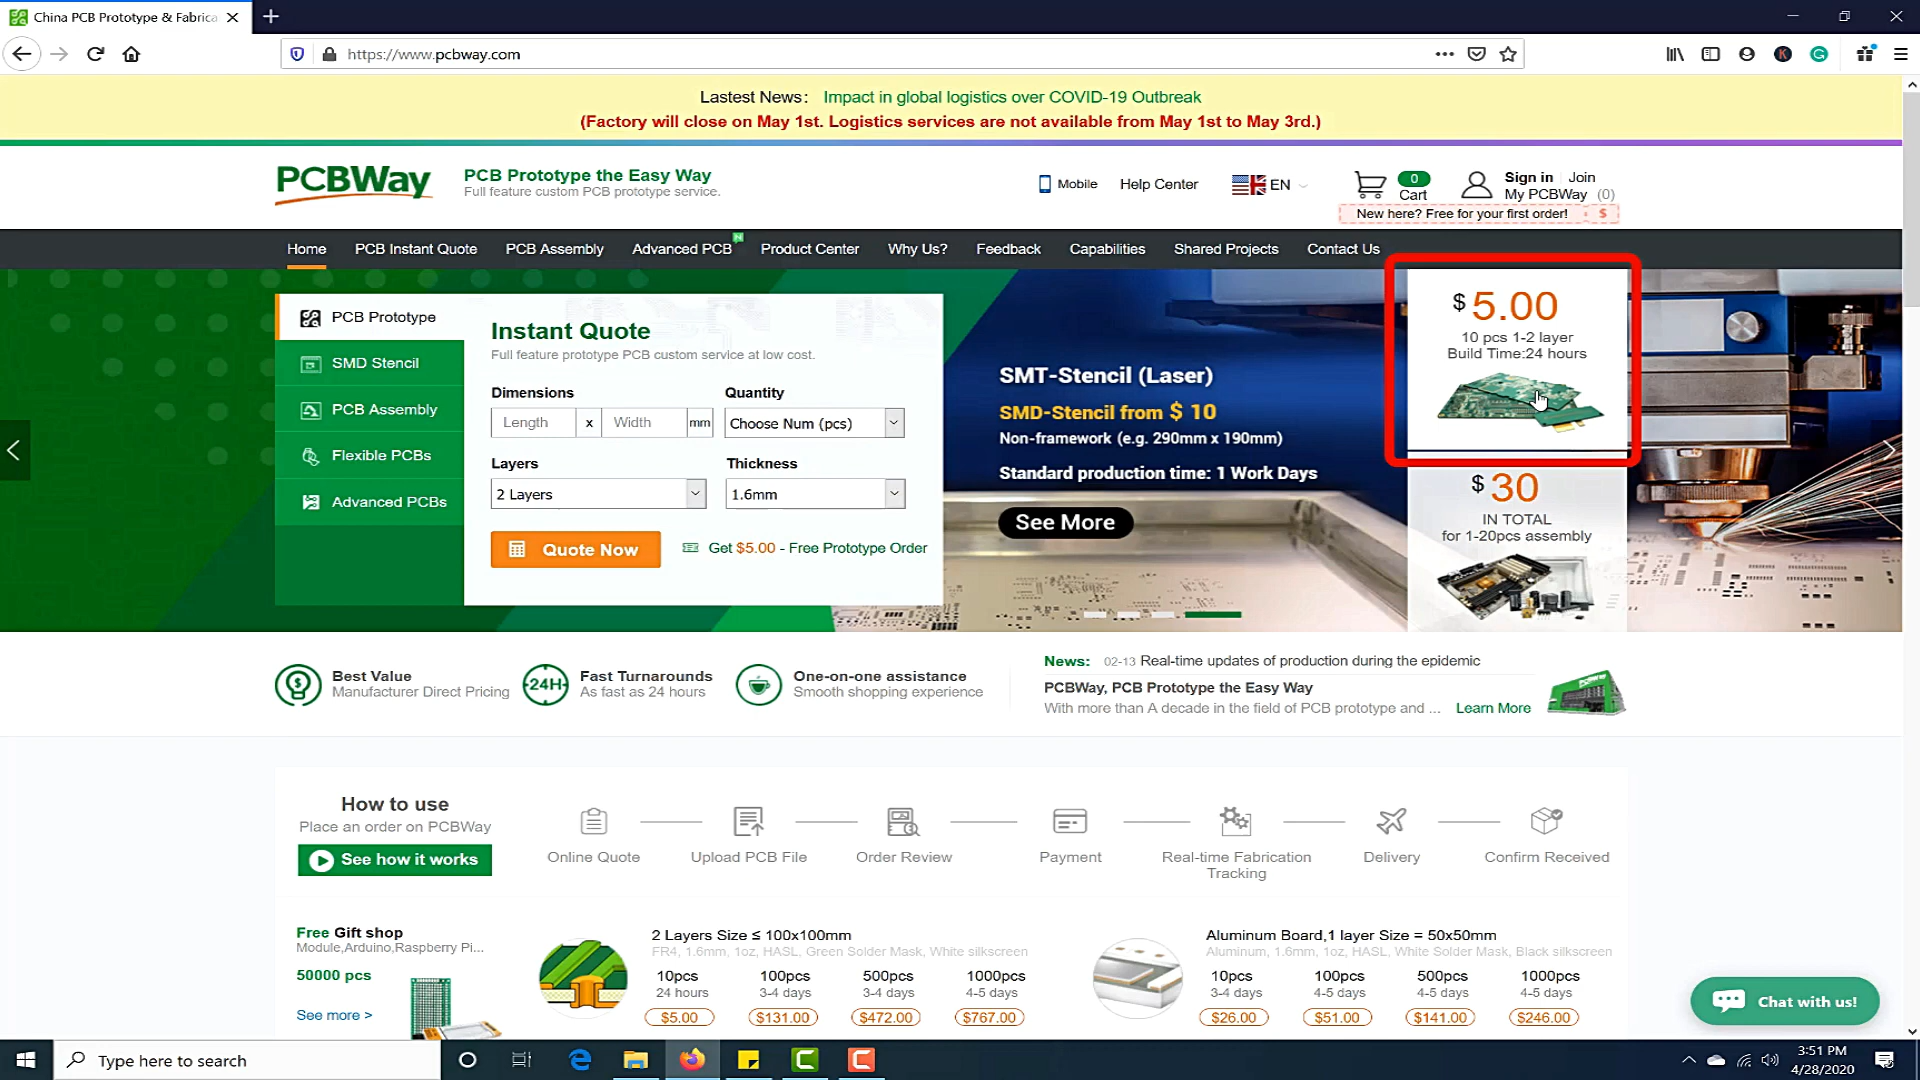 China PCB Prototype & Fabrica
https://www.pcbway.com
Lastest News: Impact in global logistics over COVID-19 Outbreak
(Factory will close on May 1st. Logistics services are not available from May 1st to May 3rd.)
PCBWay
PCB Prototype the Easy Way
Full feature custom PCB prototype service.
Mobile
Help Center
EN
0
Cart
Sign in
Join
My PCBWay (0)
New here? Free for your first order! $
Home
PCB Instant Quote
PCB Assembly
Advanced PCB
N
Product Center
Why Us?
Feedback
Capabilities
Shared Projects
Contact Us
PCB Prototype
SMD Stencil
PCB Assembly
Flexible PCBs
Advanced PCBs
Instant Quote
Full feature prototype PCB custom service at low cost.
Dimensions
Quantity
Length x Width mm
Choose Num (pcs)
Layers
Thickness
2 Layers
1.6mm
Quote Now
Get $5.00 - Free Prototype Order
SMT-Stencil (Laser)
SMD-Stencil from $ 10
Non-framework (e.g. 290mm x 190mm)
Standard production time: 1 Work Days
See More
$ 5.00
10 pcs 1-2 layer
Build Time:24 hours
$ 30
IN TOTAL
for 1-20pcs assembly
Best Value
Manufacturer Direct Pricing
24H
Fast Turnarounds
As fast as 24 hours
One-on-one assistance
Smooth shopping experience
News: 02-13 Real-time updates of production during the epidemic
PCBWay, PCB Prototype the Easy Way
With more than A decade in the field of PCB prototype and ... Learn More
How to use
Place an order on PCBWay
See how it works
Online Quote
Upload PCB File
Order Review
Payment
Real-time Fabrication
Tracking
Delivery
Confirm Received
Free Gift shop
Module,Arduino,Raspberry Pi...
50000 pcs
See more >
2 Layers Size ≤ 100x100mm
FR4, 1.6mm, 1oz, HASL, Green Solder Mask, White silkscreen
10pcs 100pcs 500pcs 1000pcs
24 hours 3-4 days 3-4 days 4-5 days
$5.00 $131.00 $472.00 $767.00
Aluminum Board,1 layer Size = 50x50mm
Aluminum, 1.6mm, 1oz, HASL, White Solder Mask, Black silkscreen
10pcs 100pcs 500pcs 1000pcs
3-4 days 4-5 days 4-5 days 4-5 days
$26.00 $51.00 $141.00 $246.00
Chat with us!
Type here to search
3:51 PM
4/28/2020